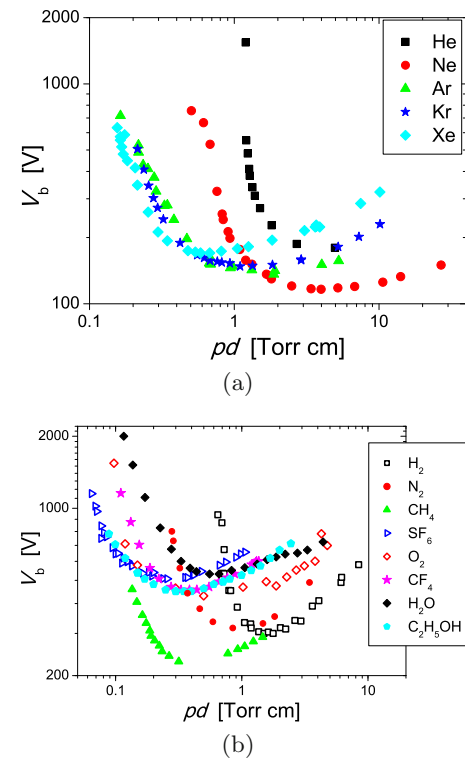 2000
He
Ne
Ar
Kr
Xe
1000
V_b [V]
100
0.1 1 10
pd [Torr cm]
(a)
2000
H₂
N₂
CH₄
SF₆
O₂
CF₄
H₂O
C₂H₅OH
1000
V_b [V]
200
0.1 1 10
pd [Torr cm]
(b)